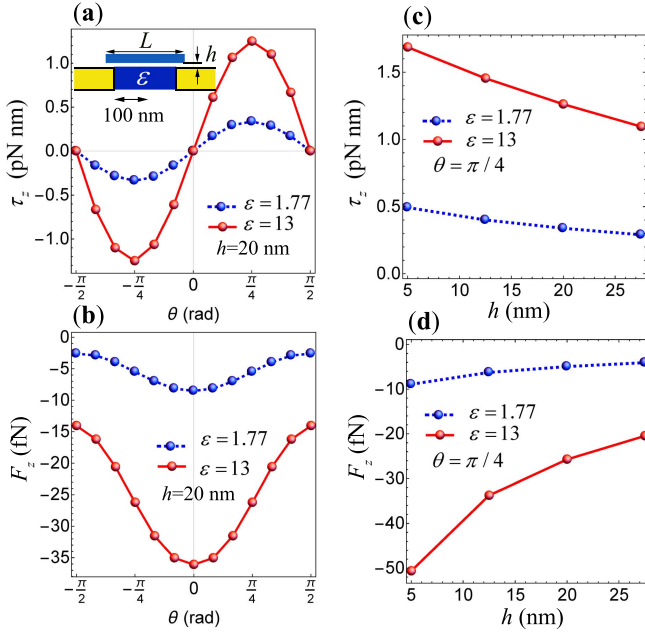 (a)
L
h
ε
100 nm
1.0
0.5
0.0
−0.5
−1.0
τz (pN nm)
ε = 1.77
ε = 13
h=20 nm
−π/2
−π/4
0
π/4
π/2
θ (rad)
(b)
0
−5
−10
−15
−20
−25
−30
−35
Fz (fN)
ε = 1.77
ε = 13
h=20 nm
−π/2
−π/4
0
π/4
π/2
θ (rad)
(c)
1.5
1.0
0.5
0.0
τz (pN nm)
ε = 1.77
ε = 13
θ = π / 4
5
10
15
20
25
h (nm)
(d)
0
−10
−20
−30
−40
−50
Fz (fN)
ε = 1.77
ε = 13
θ = π / 4
5
10
15
20
25
h (nm)